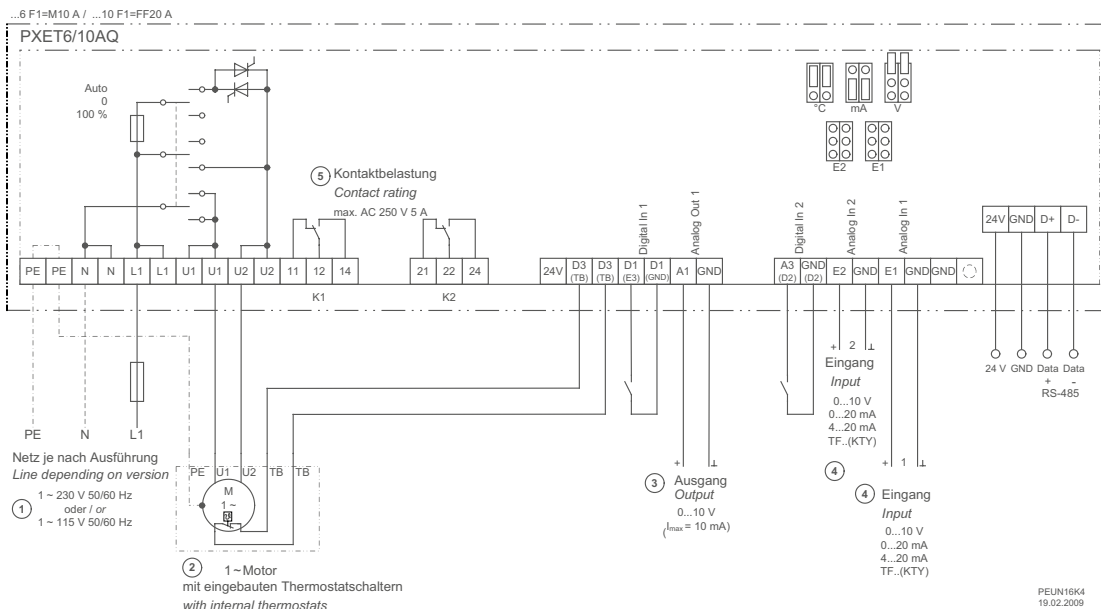 ...6 F1=M10 A /  ...10 F1=FF20 A
PXET6/10AQ
Auto
0
100 %
°C mA V
E2 E1
5 Kontaktbelastung
Contact rating
max. AC 250 V 5 A
Digital In 1
Analog Out 1
Digital In 2
Analog In 2
Analog In 1
24V GND D+ D-
PE PE N N L1 L1 U1 U1 U2 U2 11 12 14
21 22 24
24V D3 (TB) D3 (TB) D1 (E3) D1 (GND) A1 GND
A3 (D2) GND (D2) E2 GND E1 GND GND
K1
K2
24 V GND Data + Data -
RS-485
+ 2 ⊥
Eingang
Input
0...10 V
0...20 mA
4...20 mA
TF..(KTY)
4
PE N L1
Netz je nach Ausführung
Line depending on version
1
1 ~ 230 V 50/60 Hz
oder / or
1 ~ 115 V 50/60 Hz
PE U1 U2 TB TB
M
1 ~
2 1~Motor
mit eingebauten Thermostatschaltern
with internal thermostats
+ ⊥
3 Ausgang
Output
0...10 V
(Imax = 10 mA)
+ 1 ⊥
4 Eingang
Input
0...10 V
0...20 mA
4...20 mA
TF..(KTY)
PEUN16K4
19.02.2009